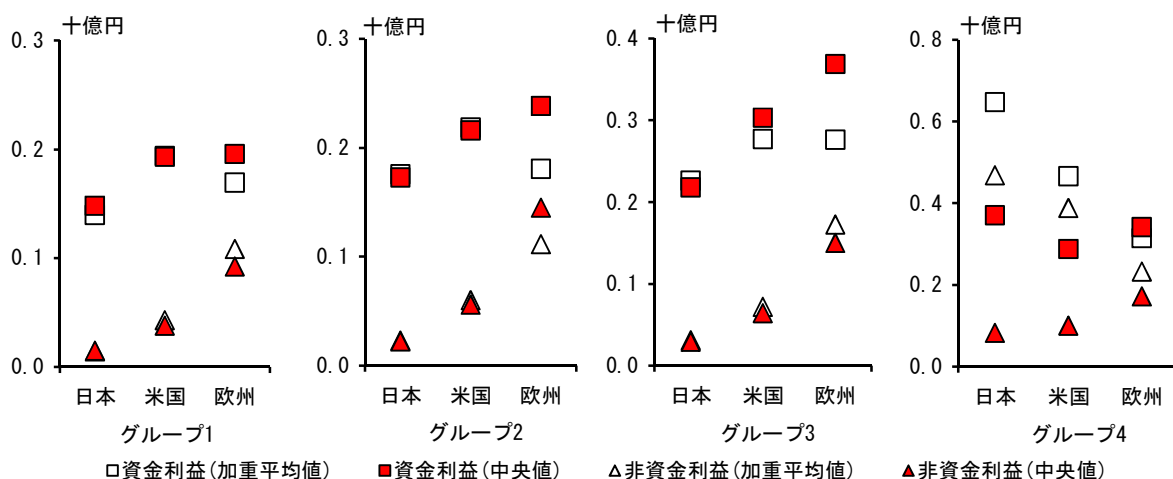 十億円
0.3
0.2
0.1
0.0
日本 米国 欧州
グループ1
十億円
0.3
0.2
0.1
0.0
日本 米国 欧州
グループ2
十億円
0.4
0.3
0.2
0.1
0.0
日本 米国 欧州
グループ3
十億円
0.8
0.6
0.4
0.2
0.0
日本 米国 欧州
グループ4
資金利益(加重平均値) 資金利益(中央値) 非資金利益(加重平均値) 非資金利益(中央値)